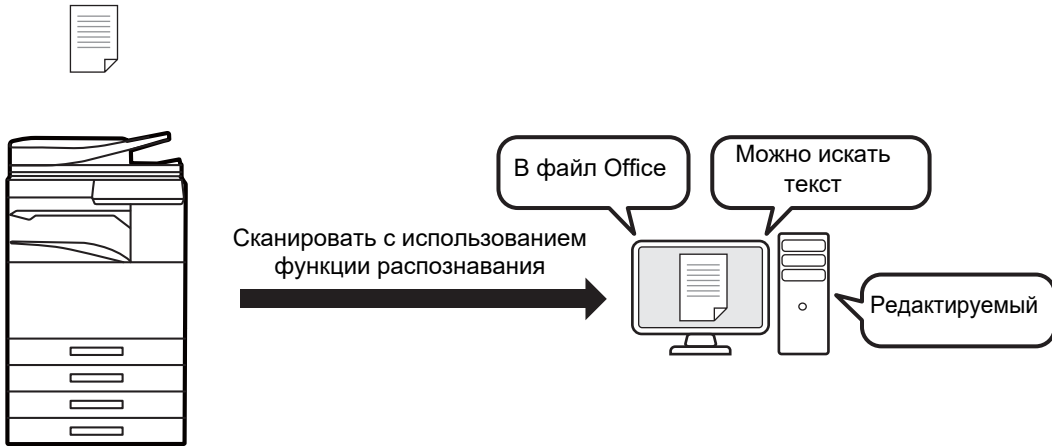 В файл Office
Можно искать
текст
Сканировать с использованием
функции распознавания
Редактируемый